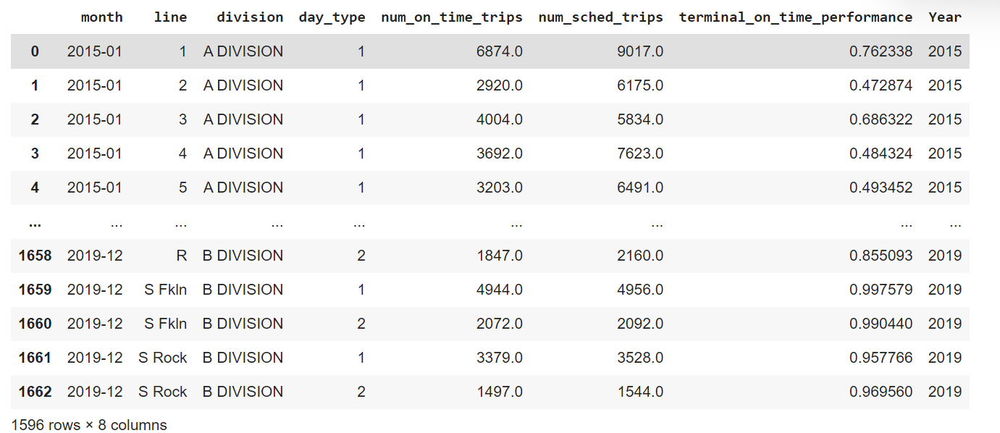 month line division day_type num_on_time_trips num_sched_trips terminal_on_time_performance Year
0 2015-01 1 A DIVISION 1 6874.0 9017.0 0.762338 2015
1 2015-01 2 A DIVISION 1 2920.0 6175.0 0.472874 2015
2 2015-01 3 A DIVISION 1 4004.0 5834.0 0.686322 2015
3 2015-01 4 A DIVISION 1 3692.0 7623.0 0.484324 2015
4 2015-01 5 A DIVISION 1 3203.0 6491.0 0.493452 2015
... ... ... ... ... ... ... ... ...
1658 2019-12 R B DIVISION 2 1847.0 2160.0 0.855093 2019
1659 2019-12 S Fkln B DIVISION 1 4944.0 4956.0 0.997579 2019
1660 2019-12 S Fkln B DIVISION 2 2072.0 2092.0 0.990440 2019
1661 2019-12 S Rock B DIVISION 1 3379.0 3528.0 0.957766 2019
1662 2019-12 S Rock B DIVISION 2 1497.0 1544.0 0.969560 2019
1596 rows × 8 columns